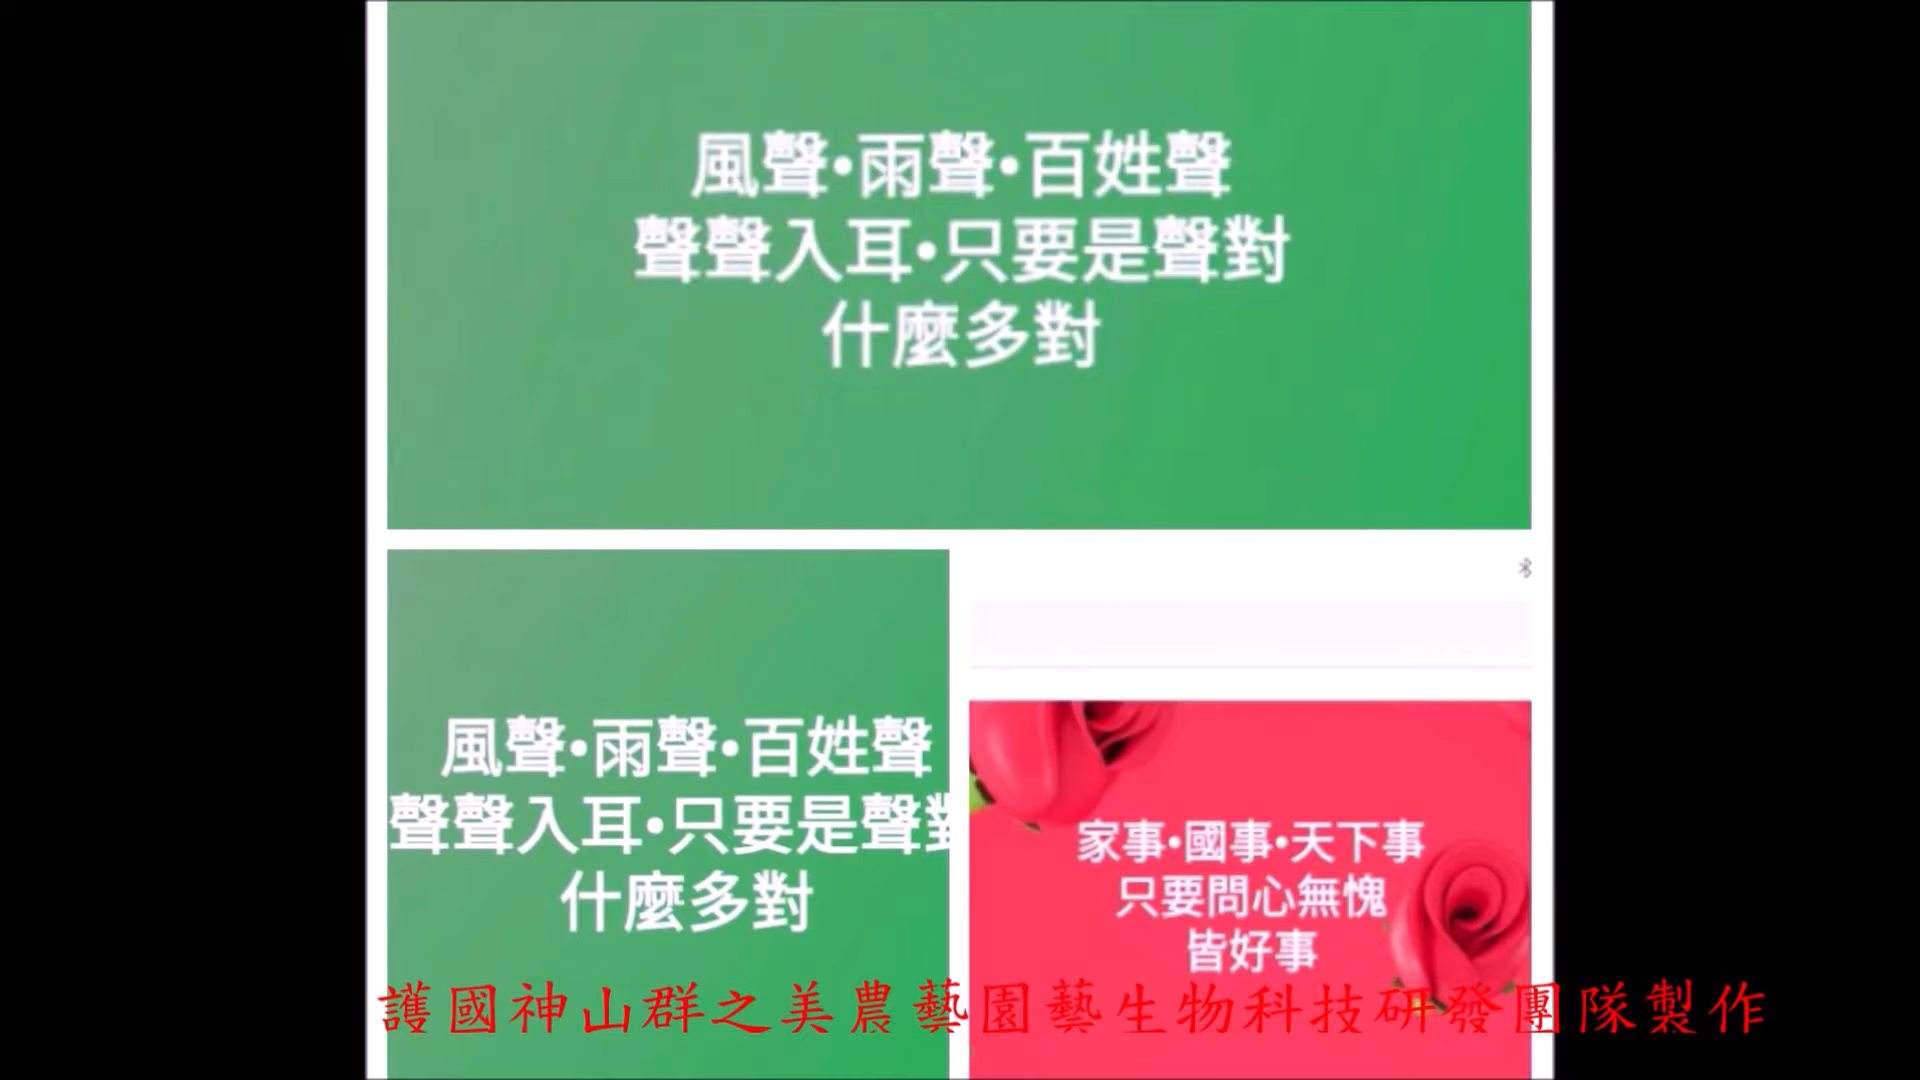 風聲•雨聲•百姓聲
聲聲入耳•只要是聲對
什麼多對
風聲•雨聲•百姓聲
聲聲入耳•只要是聲對
什麼多對
家事•國事•天下事
只要問心無愧
皆好事
護國神山群之美農藝園藝生物科技研發團隊製作